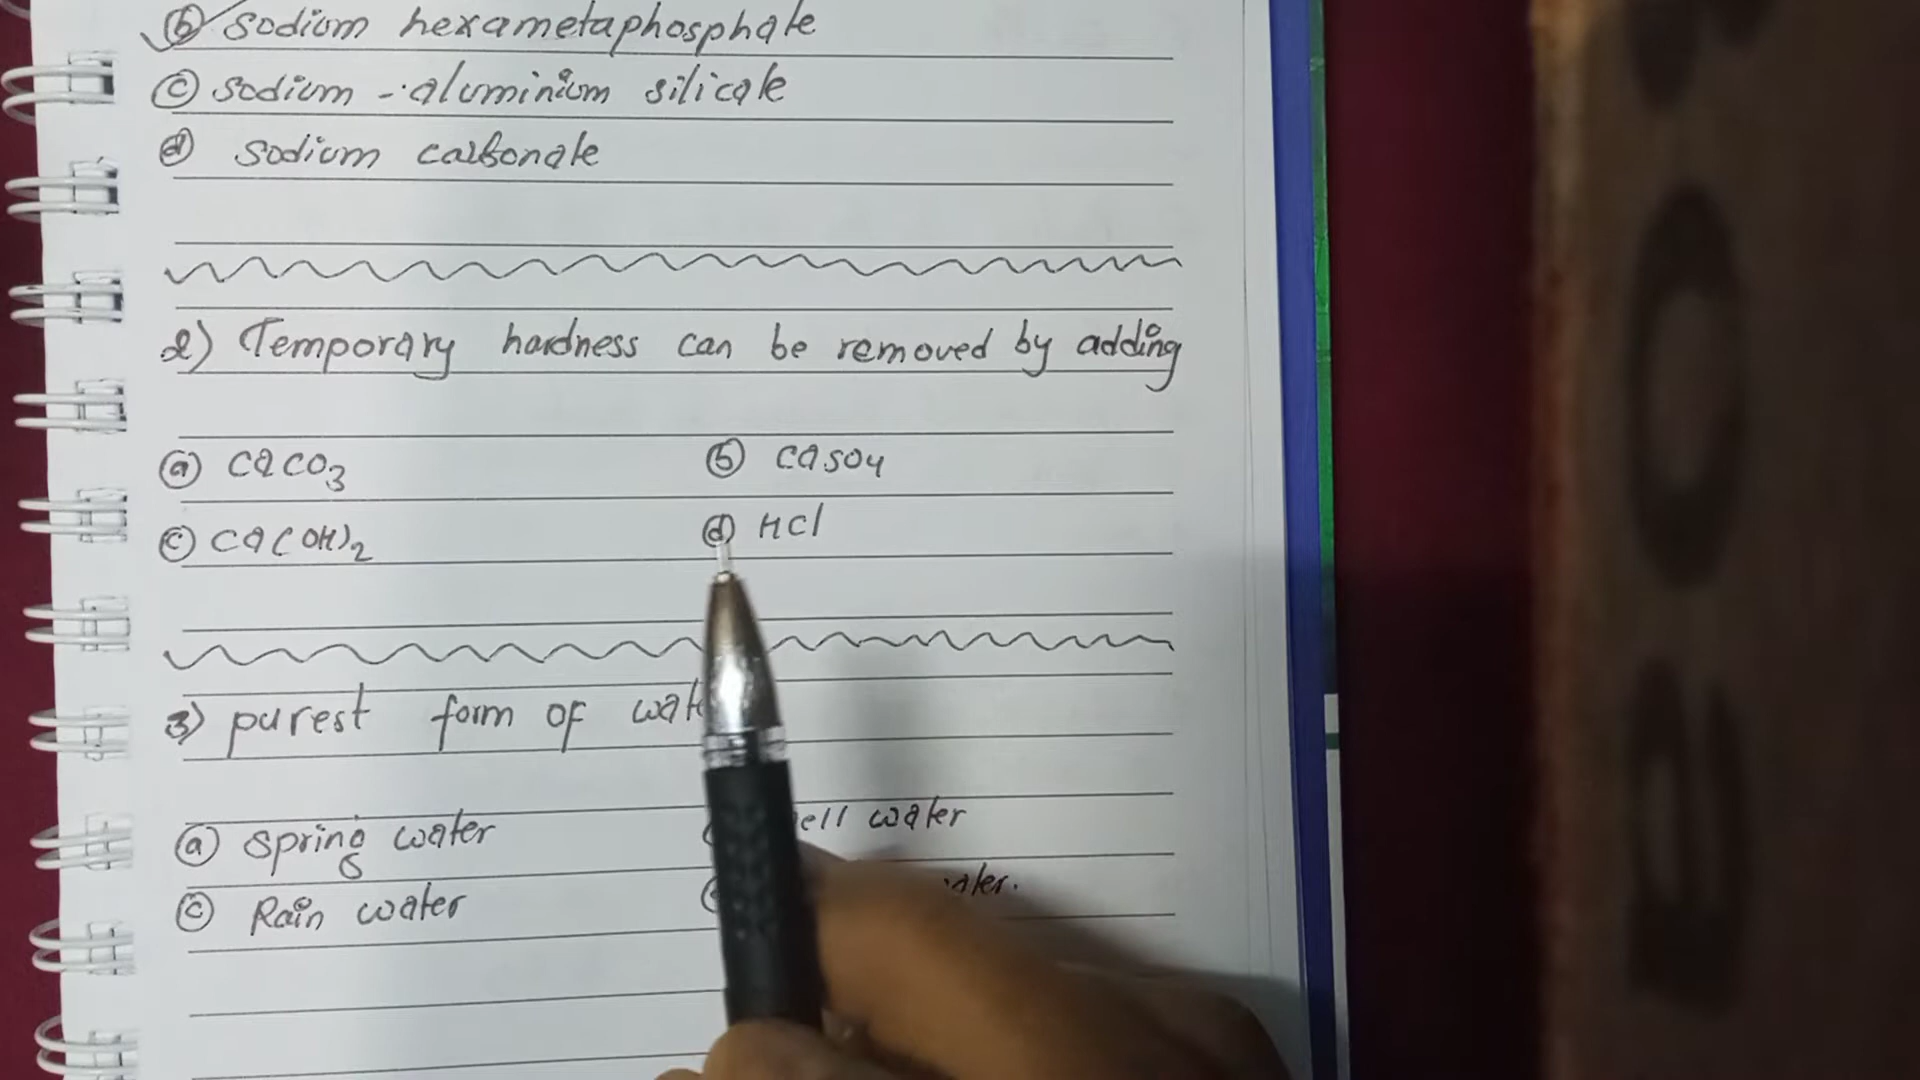 (b) sodium hexametaphosphate
(c) sodium - aluminium silicate
(d) sodium carbonate
2) Temporary hardness can be removed by adding
(a) CaCO3 (b) CaSO4
(c) Ca(OH)2 (d) HCl
3) purest form of
(a) spring water water
(c) Rain water